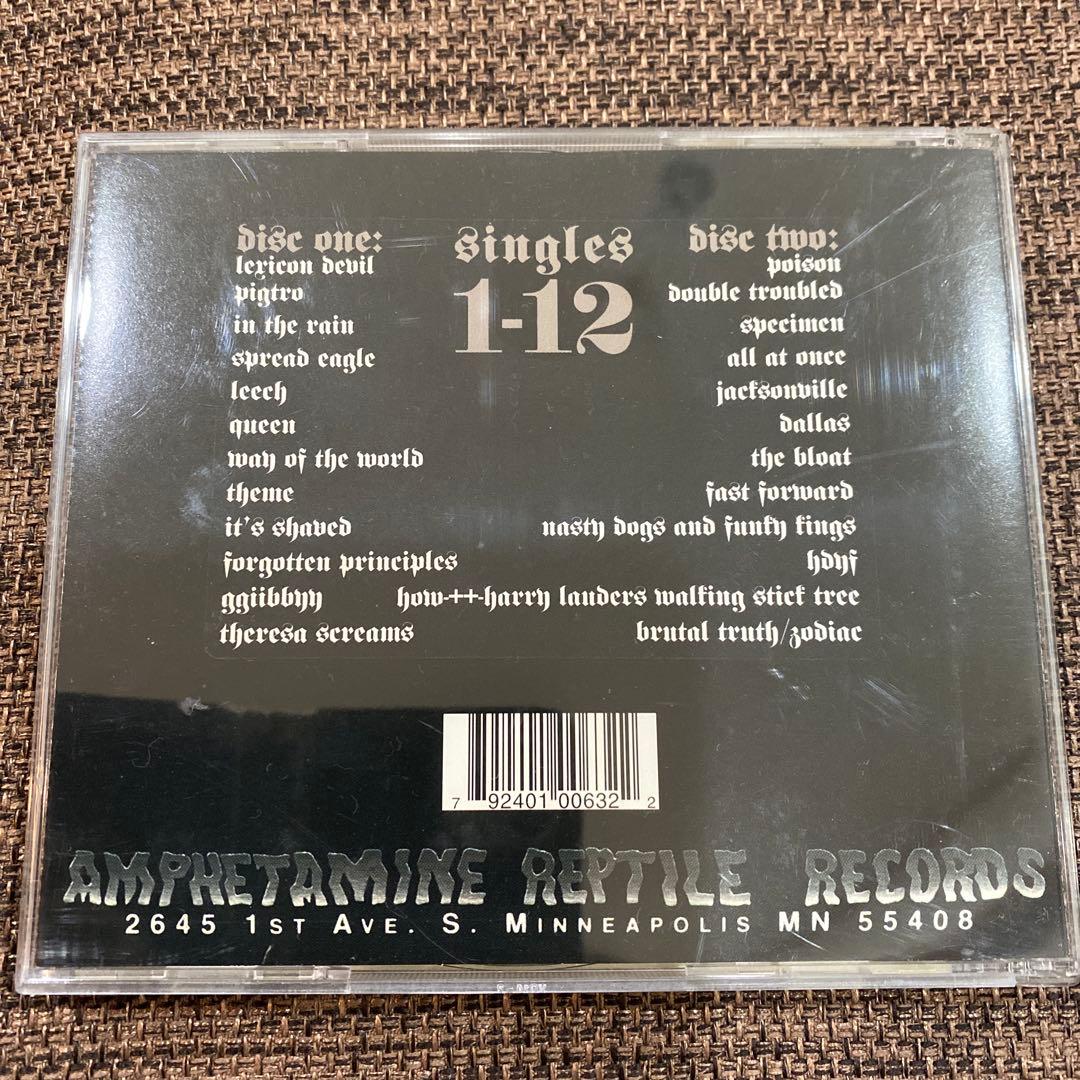 disc one:
lexicon devil
pigtro
in the rain
spread eagle
leech
queen
way of the world
theme
it's shaved
forgotten principles
ggiibbyy
theresa screams
singles
1-12
disc two:
poison
double troubled
specimen
all at once
jacksonville
dallas
the bloat
fast forward
nasty dogs and funky kings
hdyf
how-++-harry lauders walking stick tree
brutal truth/zodiac
7 92401 00632 2
AMPHETAMINE REPTILE RECORDS
2645 1ST AVE. S. MINNEAPOLIS MN 55408